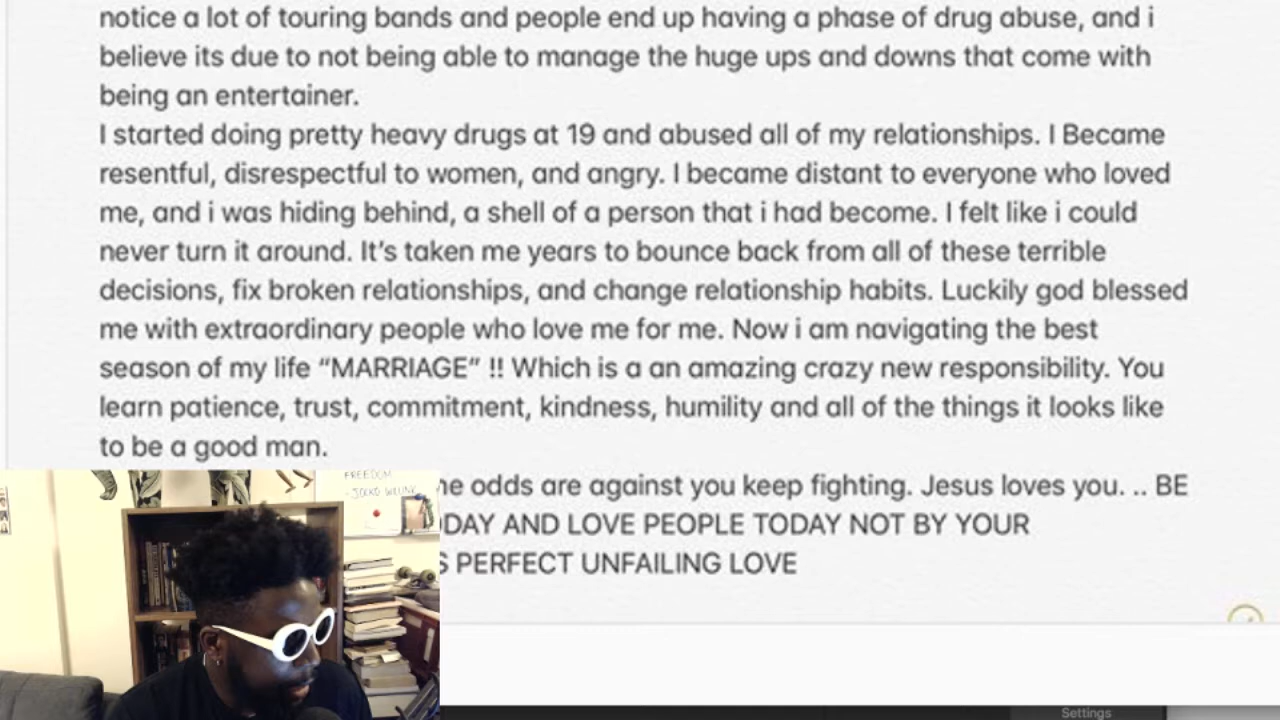 notice a lot of touring bands and people end up having a phase of drug abuse, and i
believe its due to not being able to manage the huge ups and downs that come with
being an entertainer.
I started doing pretty heavy drugs at 19 and abused all of my relationships. I Became
resentful, disrespectful to women, and angry. I became distant to everyone who loved
me, and i was hiding behind, a shell of a person that i had become. I felt like i could
never turn it around. It’s taken me years to bounce back from all of these terrible
decisions, fix broken relationships, and change relationship habits. Luckily god blessed
me with extraordinary people who love me for me. Now i am navigating the best
season of my life “MARRIAGE” !! Which is a an amazing crazy new responsibility. You
learn patience, trust, commitment, kindness, humility and all of the things it looks like
to be a good man.
odds are against you keep fighting. Jesus loves you. .. BE
DAY AND LOVE PEOPLE TODAY NOT BY YOUR
S PERFECT UNFAILING LOVE
FREEDOM
-JOCKO
Settings